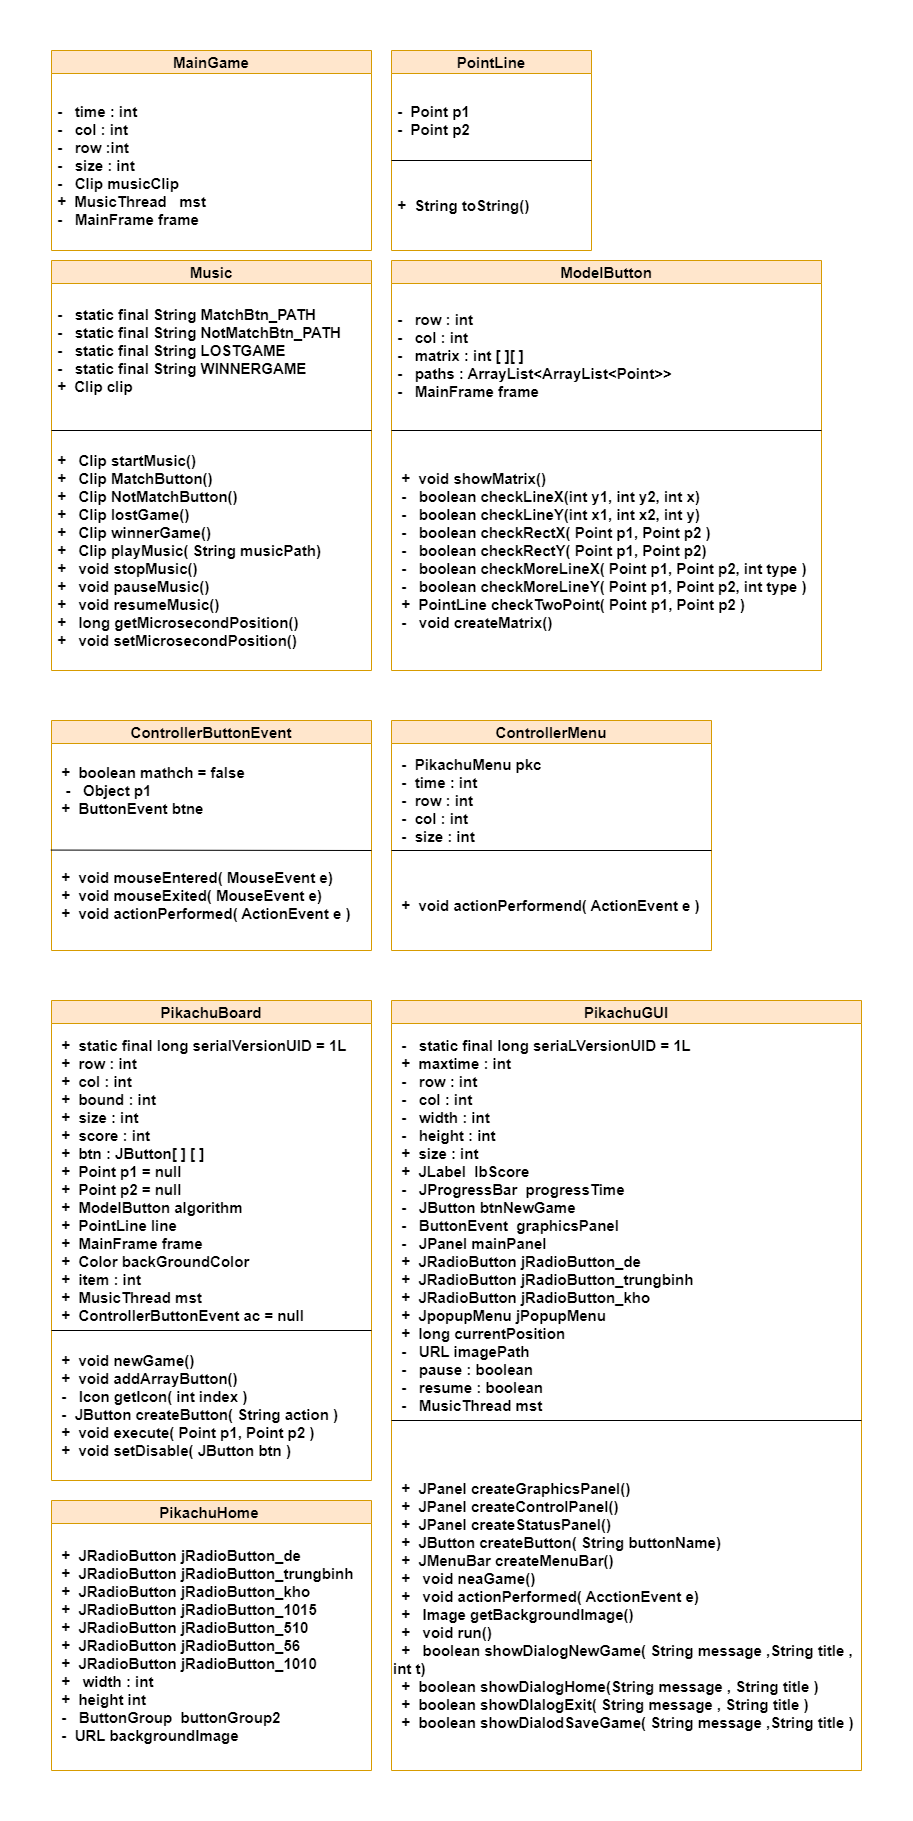 MainGame
- time : int
- col : int
- row :int
- size : int
- Clip musicClip
+ MusicThread mst
- MainFrame frame
PointLine
- Point p1
- Point p2
+ String toString()
Music
- static final String MatchBtn_PATH
- static final String NotMatchBtn_PATH
- static final String LOSTGAME
- static final String WINNERGAME
+ Clip clip
+ Clip startMusic()
+ Clip MatchButton()
+ Clip NotMatchButton()
+ Clip lostGame()
+ Clip winnerGame()
+ Clip playMusic( String musicPath)
+ void stopMusic()
+ void pauseMusic()
+ void resumeMusic()
+ long getMicrosecondPosition()
+ void setMicrosecondPosition()
ModelButton
- row : int
- col : int
- matrix : int [ ][ ]
- paths : ArrayList<ArrayList<Point>>
- MainFrame frame
+ void showMatrix()
- boolean checkLineX(int y1, int y2, int x)
- boolean checkLineY(int x1, int x2, int y)
- boolean checkRectX( Point p1, Point p2 )
- boolean checkRectY( Point p1, Point p2)
- boolean checkMoreLineX( Point p1, Point p2, int type )
- boolean checkMoreLineY( Point p1, Point p2, int type )
+ PointLine checkTwoPoint( Point p1, Point p2 )
- void createMatrix()
ControllerButtonEvent
+ boolean mathch = false
- Object p1
+ ButtonEvent btne
+ void mouseEntered( MouseEvent e)
+ void mouseExited( MouseEvent e)
+ void actionPerformed( ActionEvent e )
ControllerMenu
- PikachuMenu pkc
- time : int
- row : int
- col : int
- size : int
+ void actionPerformend( ActionEvent e )
PikachuBoard
+ static final long serialVersionUID = 1L
+ row : int
+ col : int
+ bound : int
+ size : int
+ score : int
+ btn : JButton[ ] [ ]
+ Point p1 = null
+ Point p2 = null
+ ModelButton algorithm
+ PointLine line
+ MainFrame frame
+ Color backGroundColor
+ item : int
+ MusicThread mst
+ ControllerButtonEvent ac = null
+ void newGame()
+ void addArrayButton()
- Icon getIcon( int index )
- JButton createButton( String action )
+ void execute( Point p1, Point p2 )
+ void setDisable( JButton btn )
PikachuGUI
- static final long seriaLVersionUID = 1L
+ maxtime : int
- row : int
- col : int
- width : int
- height : int
+ size : int
+ JLabel lbScore
- JProgressBar progressTime
- JButton btnNewGame
- ButtonEvent graphicsPanel
- JPanel mainPanel
+ JRadioButton jRadioButton_de
+ JRadioButton jRadioButton_trungbinh
+ JRadioButton jRadioButton_kho
+ JpopupMenu jPopupMenu
+ long currentPosition
- URL imagePath
- pause : boolean
- resume : boolean
- MusicThread mst
+ JPanel createGraphicsPanel()
+ JPanel createControlPanel()
+ JPanel createStatusPanel()
+ JButton createButton( String buttonName)
+ JMenuBar createMenuBar()
+ void neaGame()
+ void actionPerformed( AcctionEvent e)
+ Image getBackgroundImage()
+ void run()
+ boolean showDialogNewGame( String message ,String title ,
int t)
+ boolean showDialogHome(String message , String title )
+ boolean showDIalogExit( String message , String title )
+ boolean showDialodSaveGame( String message ,String title )
PikachuHome
+ JRadioButton jRadioButton_de
+ JRadioButton jRadioButton_trungbinh
+ JRadioButton jRadioButton_kho
+ JRadioButton jRadioButton_1015
+ JRadioButton jRadioButton_510
+ JRadioButton jRadioButton_56
+ JRadioButton jRadioButton_1010
+ width : int
+ height int
- ButtonGroup buttonGroup2
- URL backgroundImage